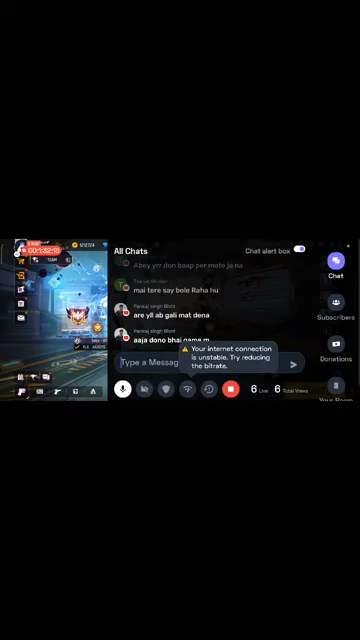 00:1:32:15
TEAM
All Chats
Chat alert box
Abey yrr don baap per mote ja na
mai tere say bole Raha hu
Pankaj singh Bisht
are yll ab gali mat dena
Pankaj singh Bisht
aaja dono bhai game m
Type a Messag
Your internet connection
is unstable. Try reducing
the bitrate.
6 Live 6 Total Views
Chat
Subscribers
Donations
Your Room